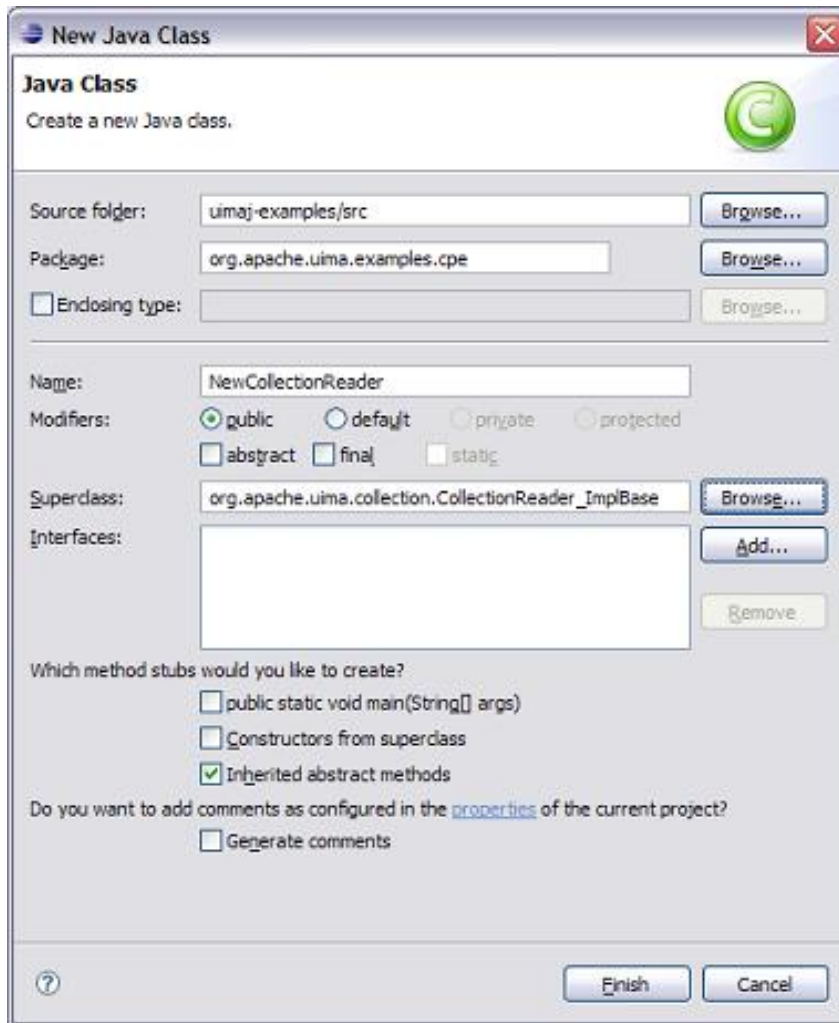 New Java Class
Java Class
Create a new Java class.
C
Source folder: uimaj-examples/src Browse...
Package: org.apache.uima.examples.cpe Browse...
Enclosing type: Browse...
Name: NewCollectionReader
Modifiers: public default private protected
abstract final static
Superclass: org.apache.uima.collection.CollectionReader_ImplBase Browse...
Interfaces: Add...
Remove
Which method stubs would you like to create?
public static void main(String[] args)
Constructors from superclass
Inherited abstract methods
Do you want to add comments as configured in the properties of the current project?
Generate comments
? Finish Cancel